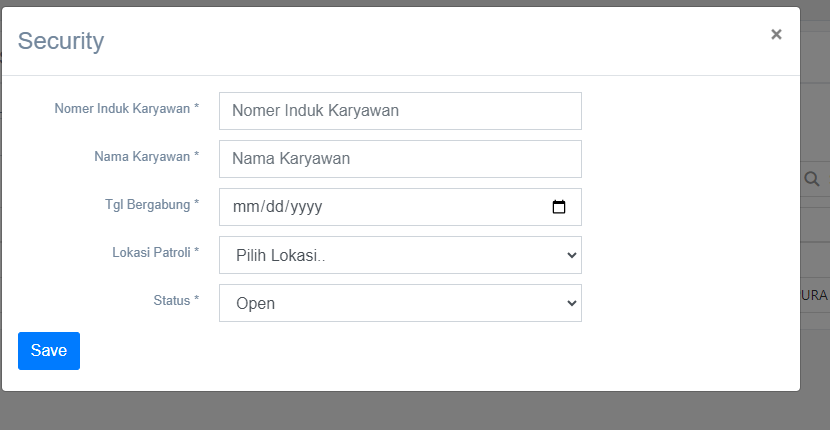 Security
×
Nomer Induk Karyawan * Nomer Induk Karyawan
Nama Karyawan * Nama Karyawan
Tgl Bergabung * mm/dd/yyyy
Lokasi Patroli * Pilih Lokasi..
Status * Open
Save
URA